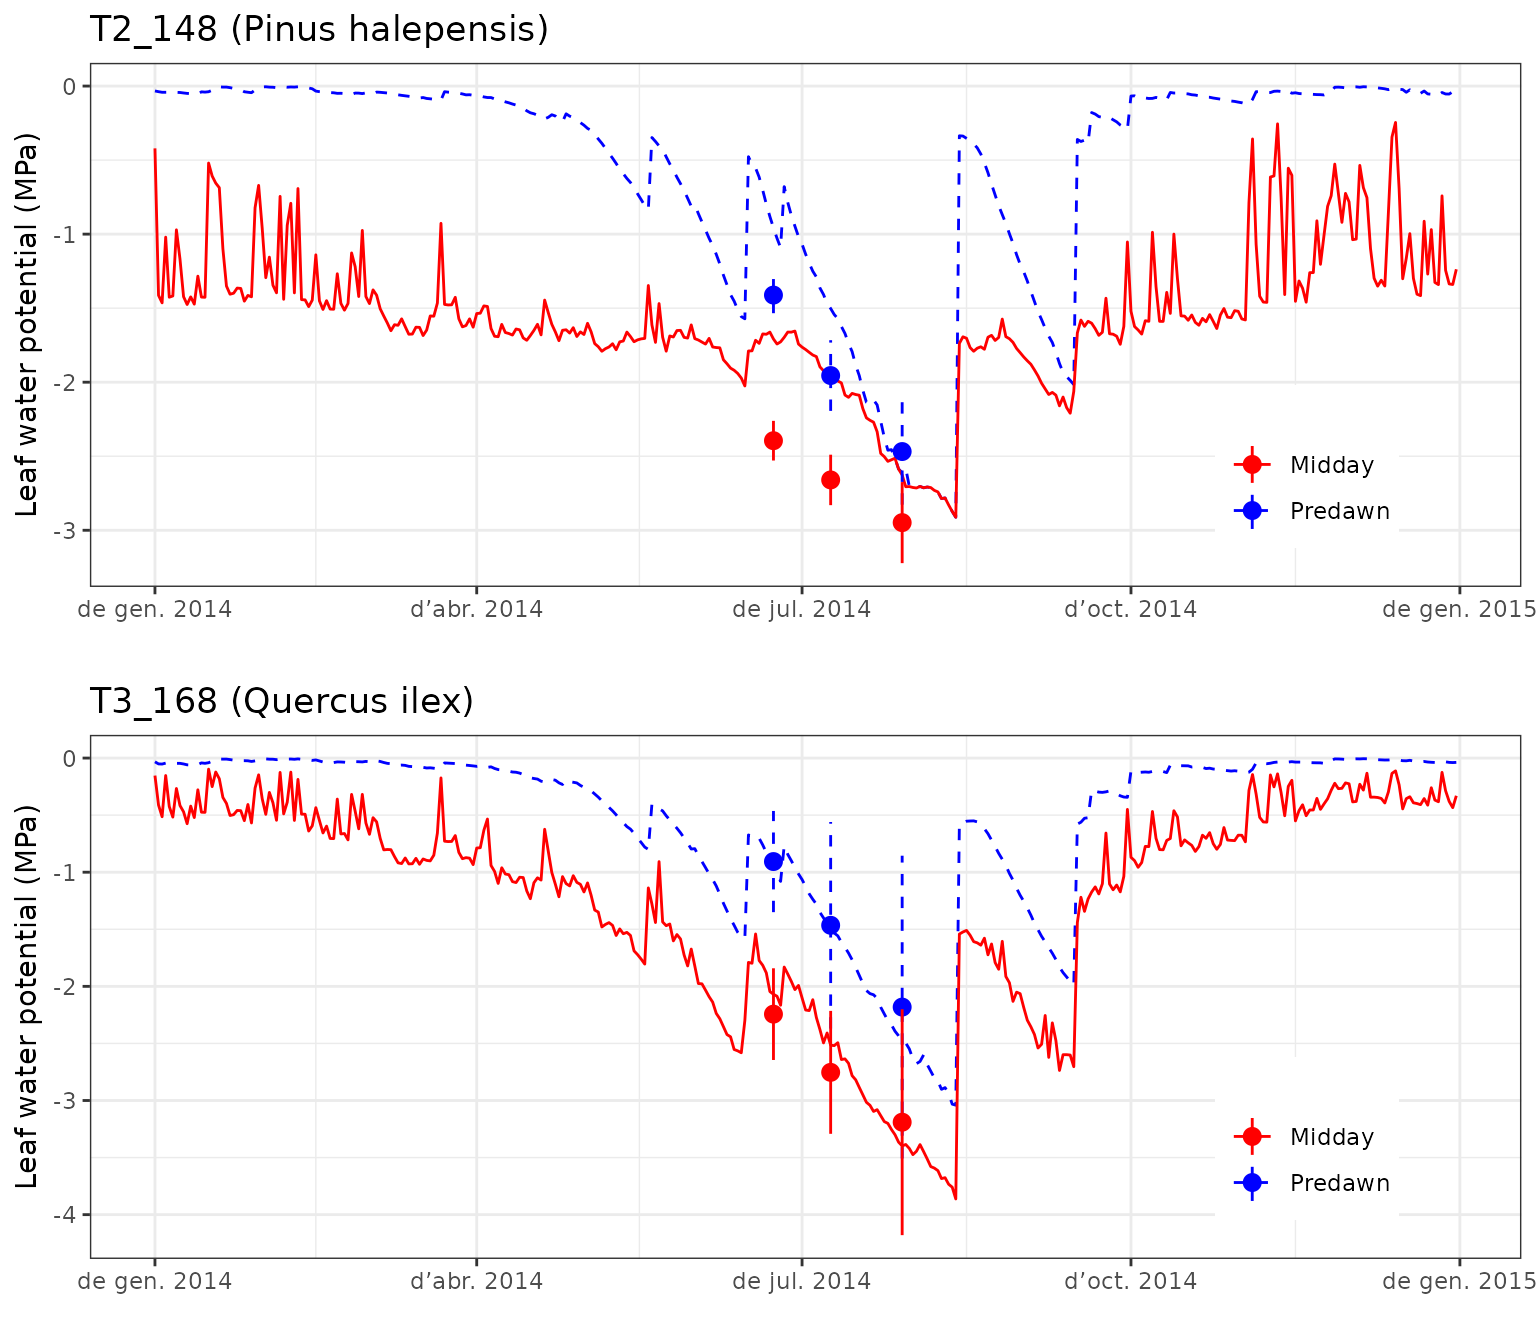 T2_148 (Pinus halepensis)
Leaf water potential (MPa)
0
-1
-2
-3
Midday
Predawn
de gen. 2014
d’abr. 2014
de jul. 2014
d’oct. 2014
de gen. 2015
T3_168 (Quercus ilex)
Leaf water potential (MPa)
0
-1
-2
-3
-4
Midday
Predawn
de gen. 2014
d’abr. 2014
de jul. 2014
d’oct. 2014
de gen. 2015